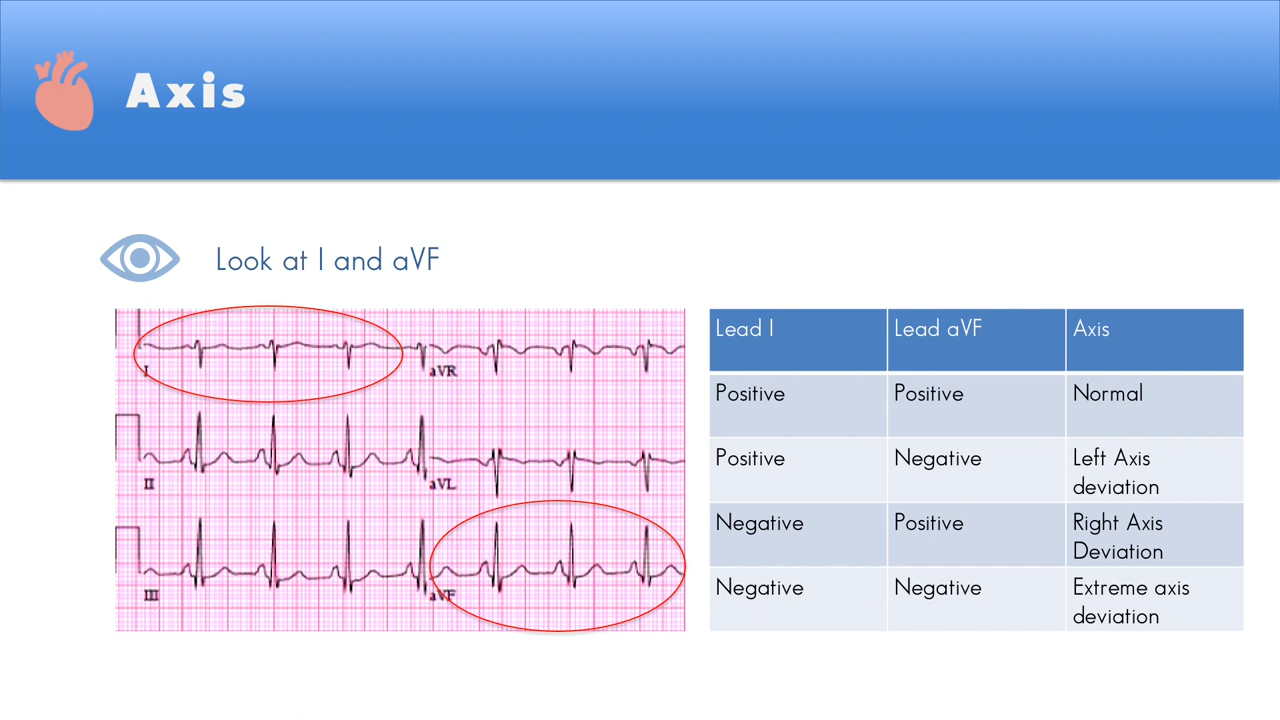 Axis
Look at I and aVF
I
aVR
II
aVL
III
aVF
Lead I
Lead aVF
Axis
Positive
Positive
Normal
Positive
Negative
Left Axis
deviation
Negative
Positive
Right Axis
Deviation
Negative
Negative
Extreme axis
deviation